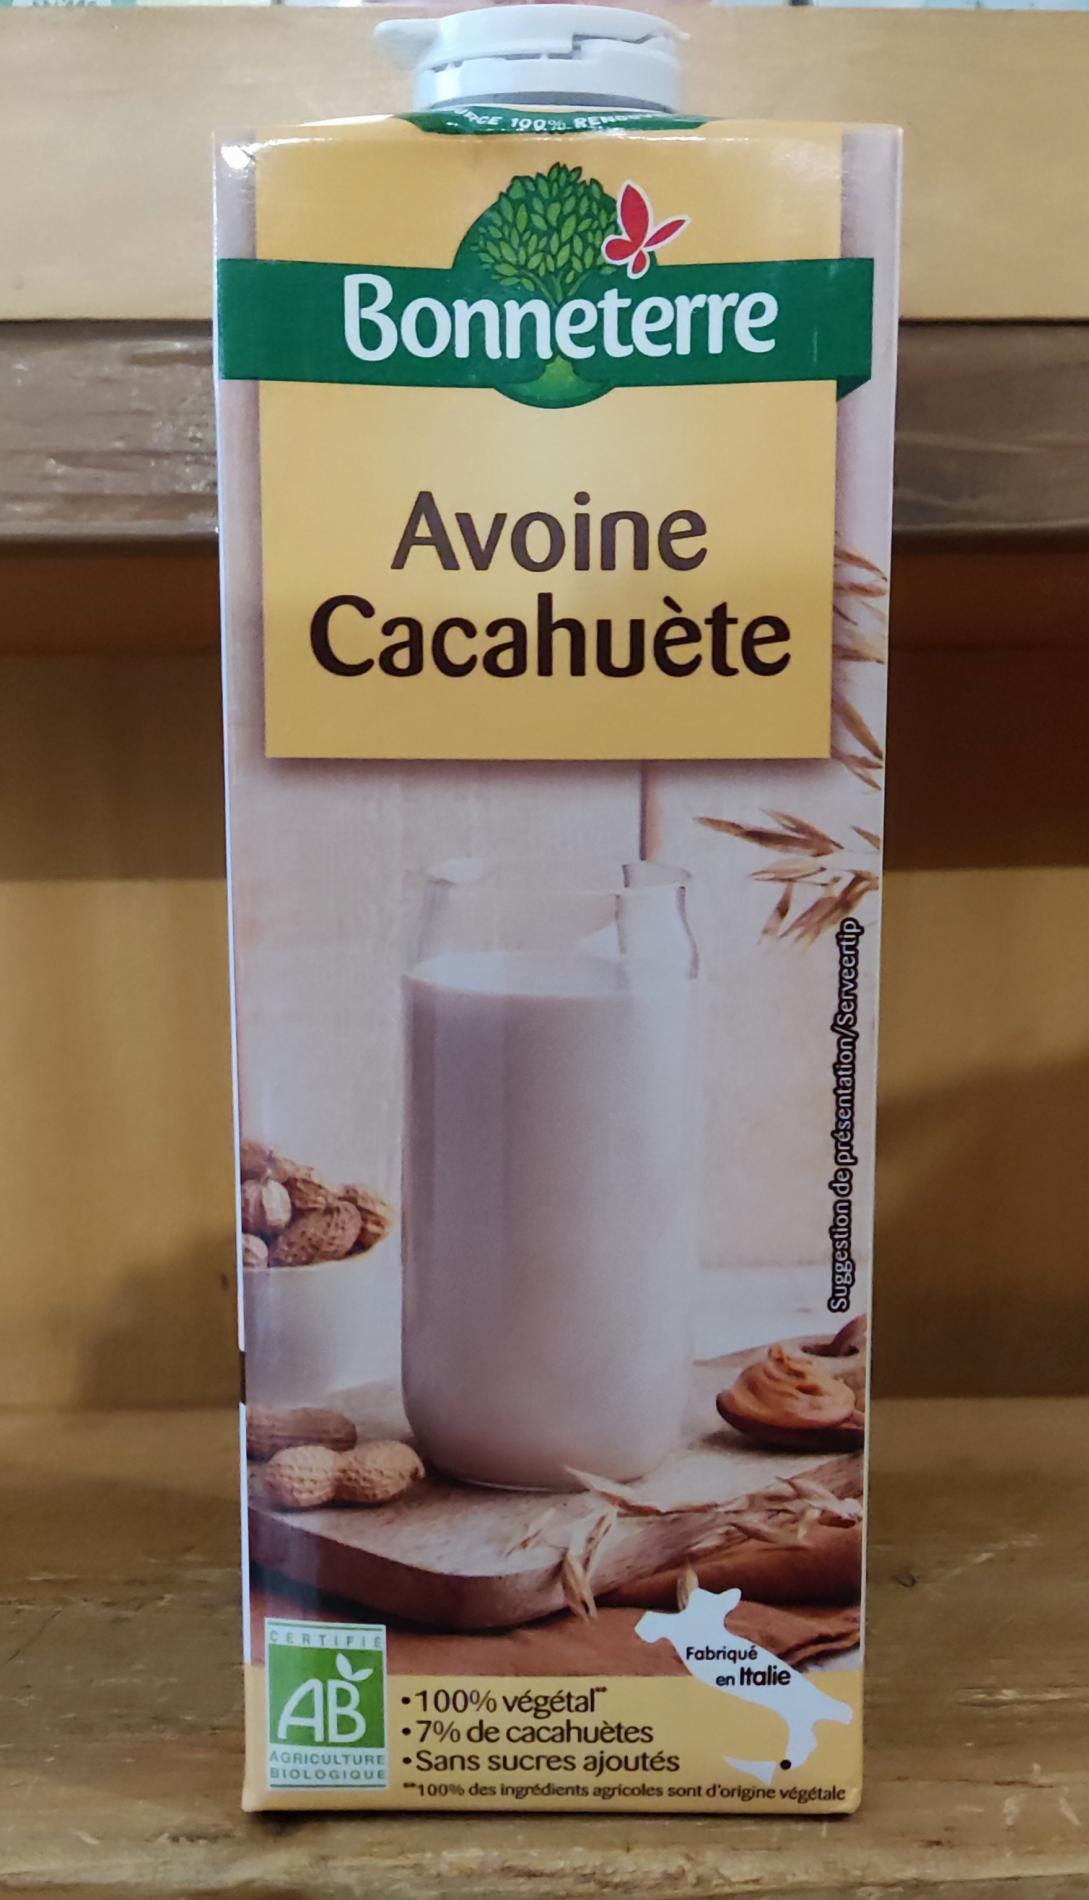 100%
Bonneterre
Avoine
Cacahuète
Suggestion de présentation/Serveertip
Fabriqué
en Italie
CERTIFIÉ
AB
AGRICULTURE
BIOLOGIQUE
•100% végétal**
•7% de cacahuètes
•Sans sucres ajoutés
**100% des ingrédients agricoles sont d'origine végétale